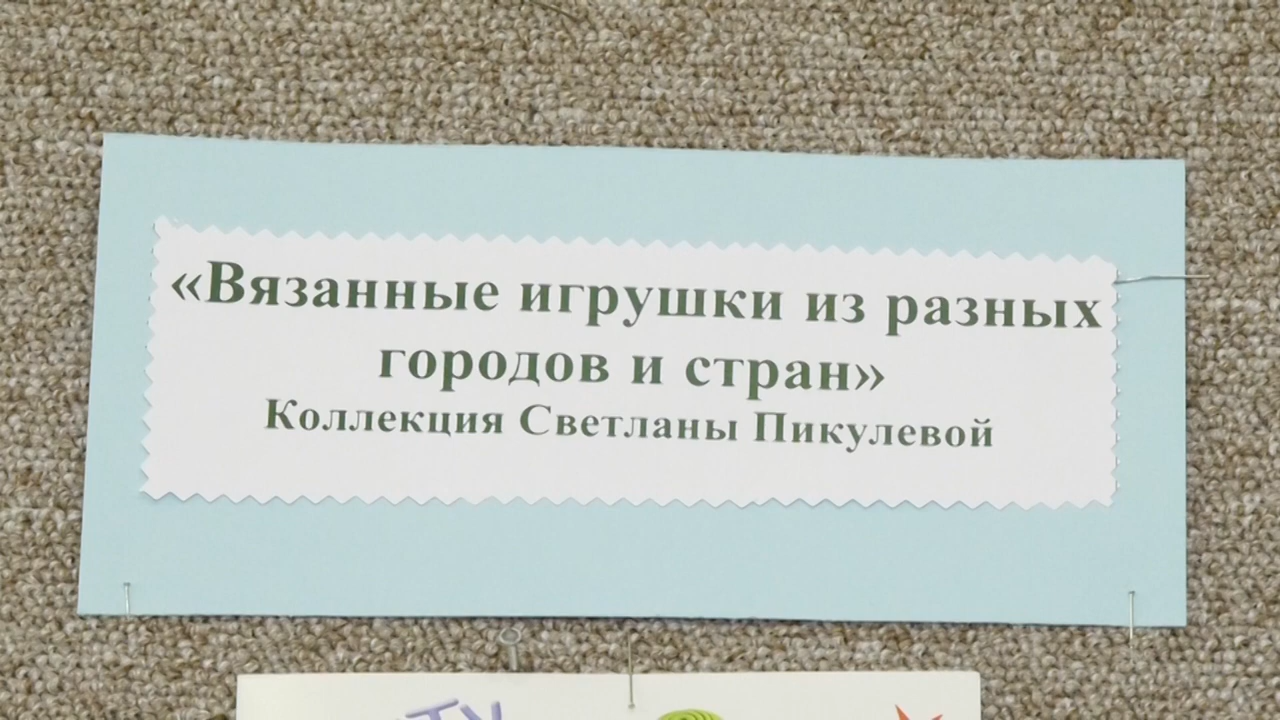 «Вязанные игрушки из разных
городов и стран»
Коллекция Светланы Пикулевой